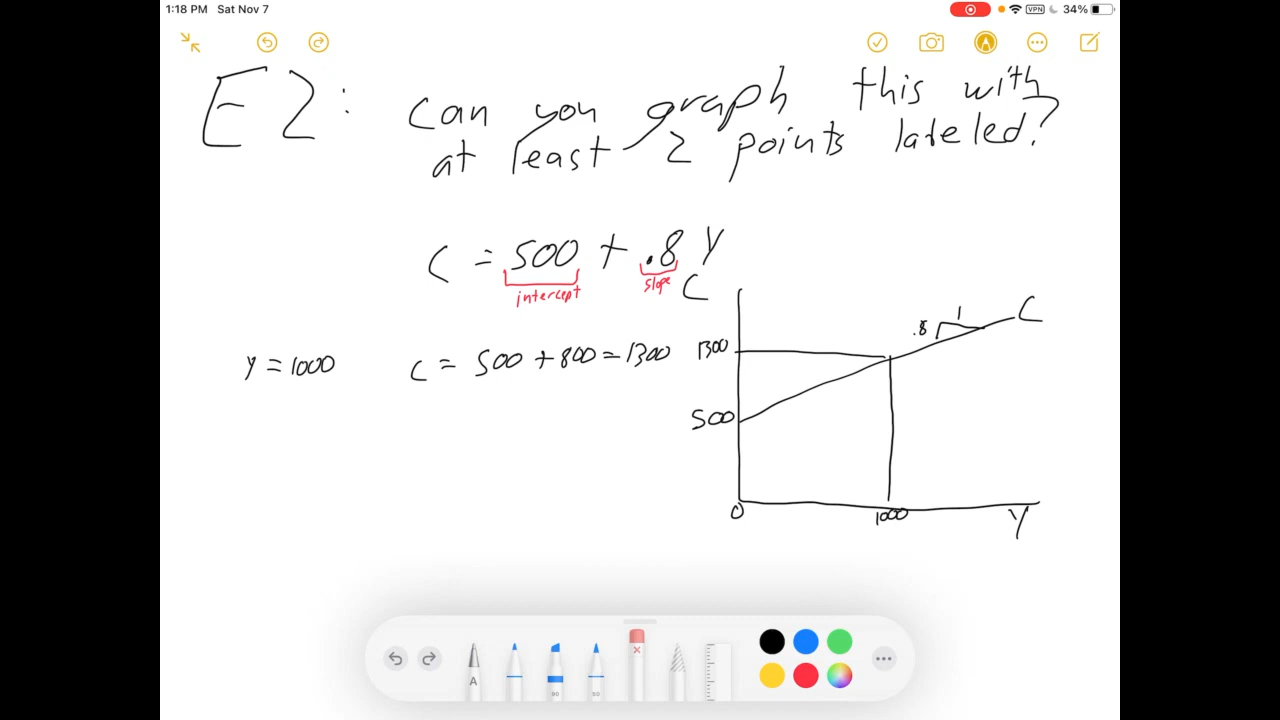 1:18 PM Sat Nov 7
VPN 34%
E2: can you graph this with
at least 2 points labeled?
C = 500 + .8 Y
intercept slope
C
.8 1 C
Y = 1000 C = 500 + 800 = 1300 1300
500
0 1000 Y
A